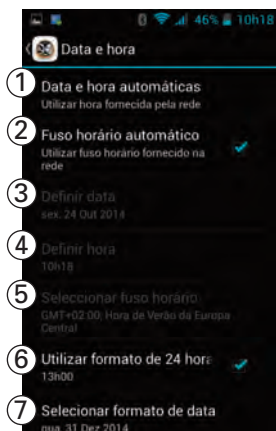 46% 10h18
Data e hora
1 Data e hora automáticas
Utilizar hora fornecida pela rede
2 Fuso horário automático
Utilizar fuso horário fornecido na
rede
3 Definir data
sex, 24 Out 2014
4 Definir hora
10h18
5 Seleccionar fuso horário
GMT+02:00, Hora de Verão da Europa
Central
6 Utilizar formato de 24 hora
13h00
7 Selecionar formato de data
qua, 31 Dez 2014